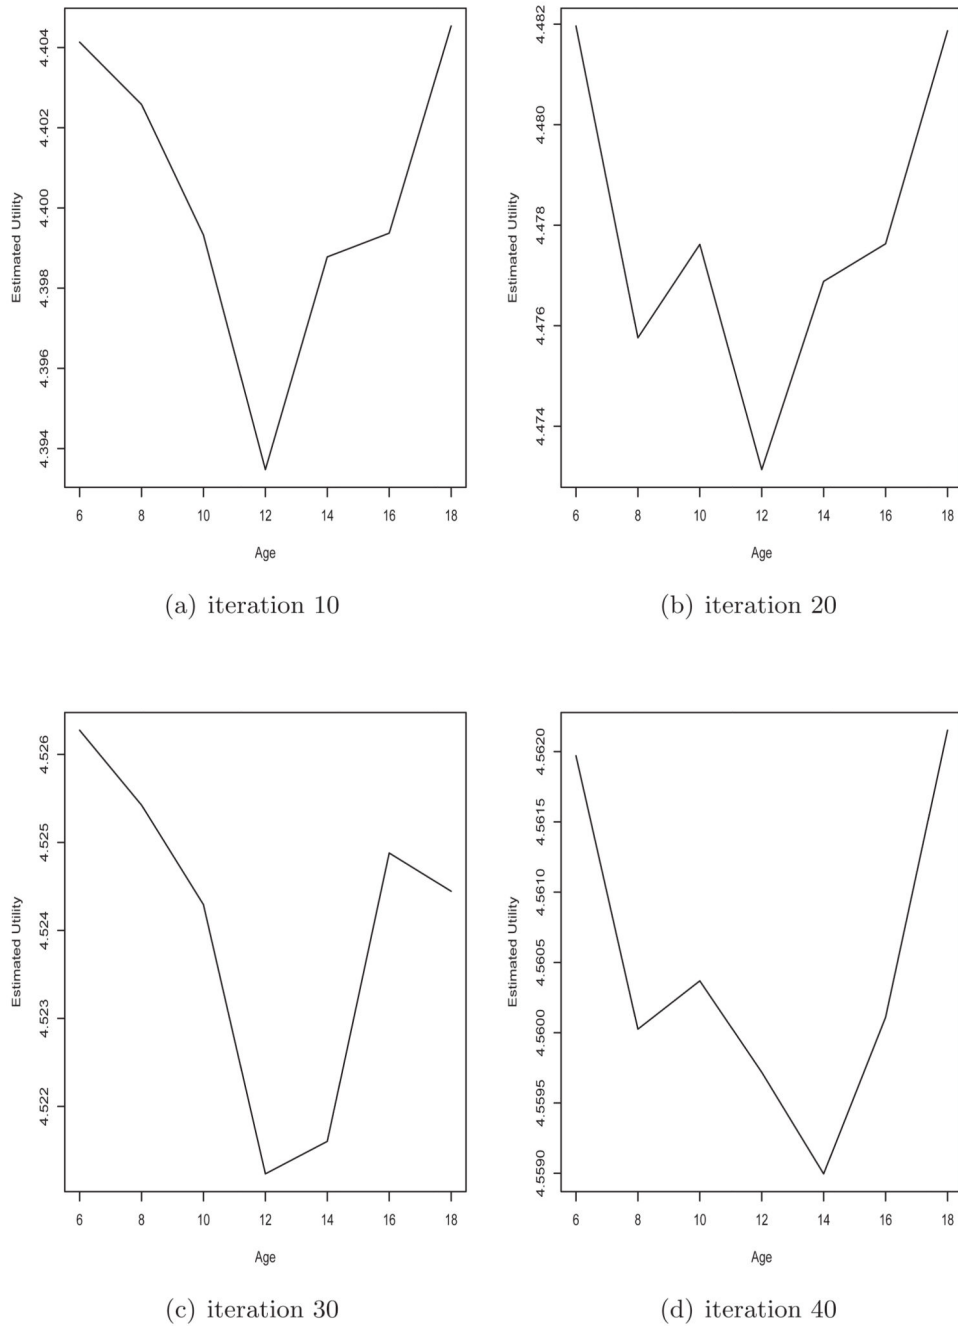 4.404
4.402
4.400
4.398
4.396
4.394
Estimated Utility
6 8 10 12 14 16 18
Age
(a) iteration 10
4.482
4.480
4.478
4.476
4.474
Estimated Utility
6 8 10 12 14 16 18
Age
(b) iteration 20
4.526
4.525
4.524
4.523
4.522
Estimated Utility
6 8 10 12 14 16 18
Age
(c) iteration 30
4.5620
4.5615
4.5610
4.5605
4.5600
4.5595
4.5590
Estimated Utility
6 8 10 12 14 16 18
Age
(d) iteration 40